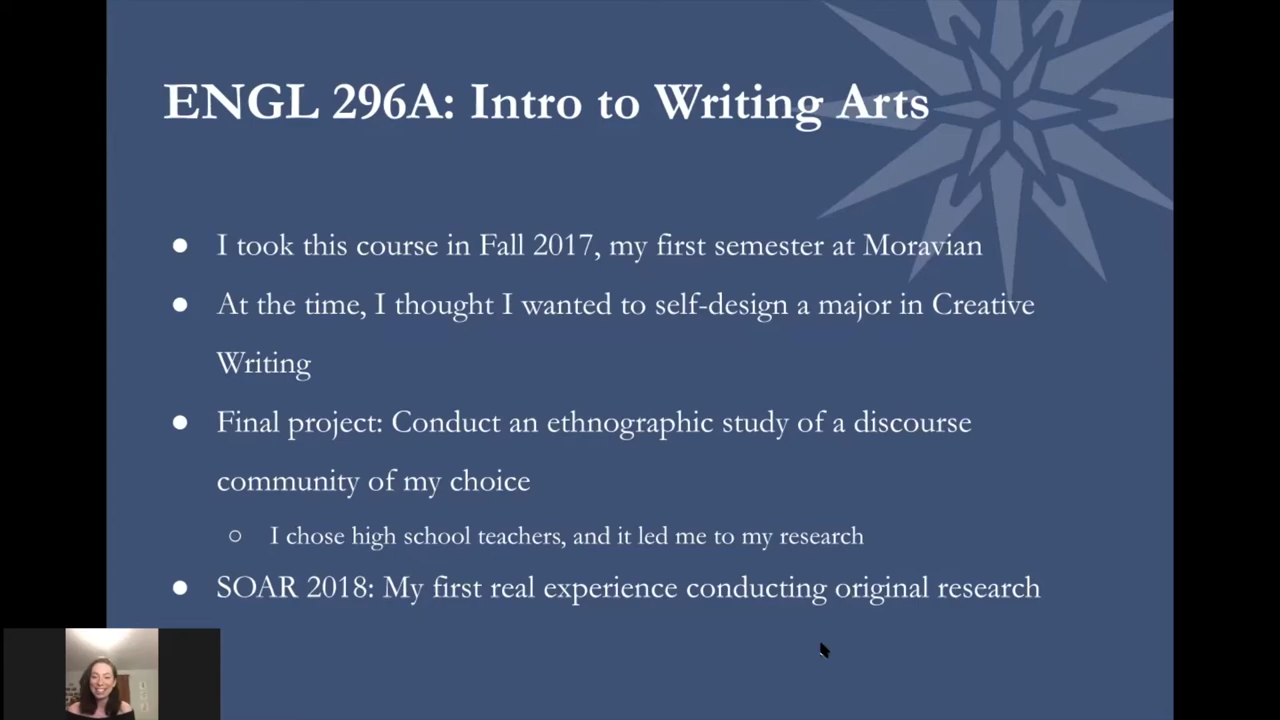 ENGL 296A: Intro to Writing Arts
● I took this course in Fall 2017, my first semester at Moravian
● At the time, I thought I wanted to self-design a major in Creative
Writing
● Final project: Conduct an ethnographic study of a discourse
community of my choice
○ I chose high school teachers, and it led me to my research
● SOAR 2018: My first real experience conducting original research